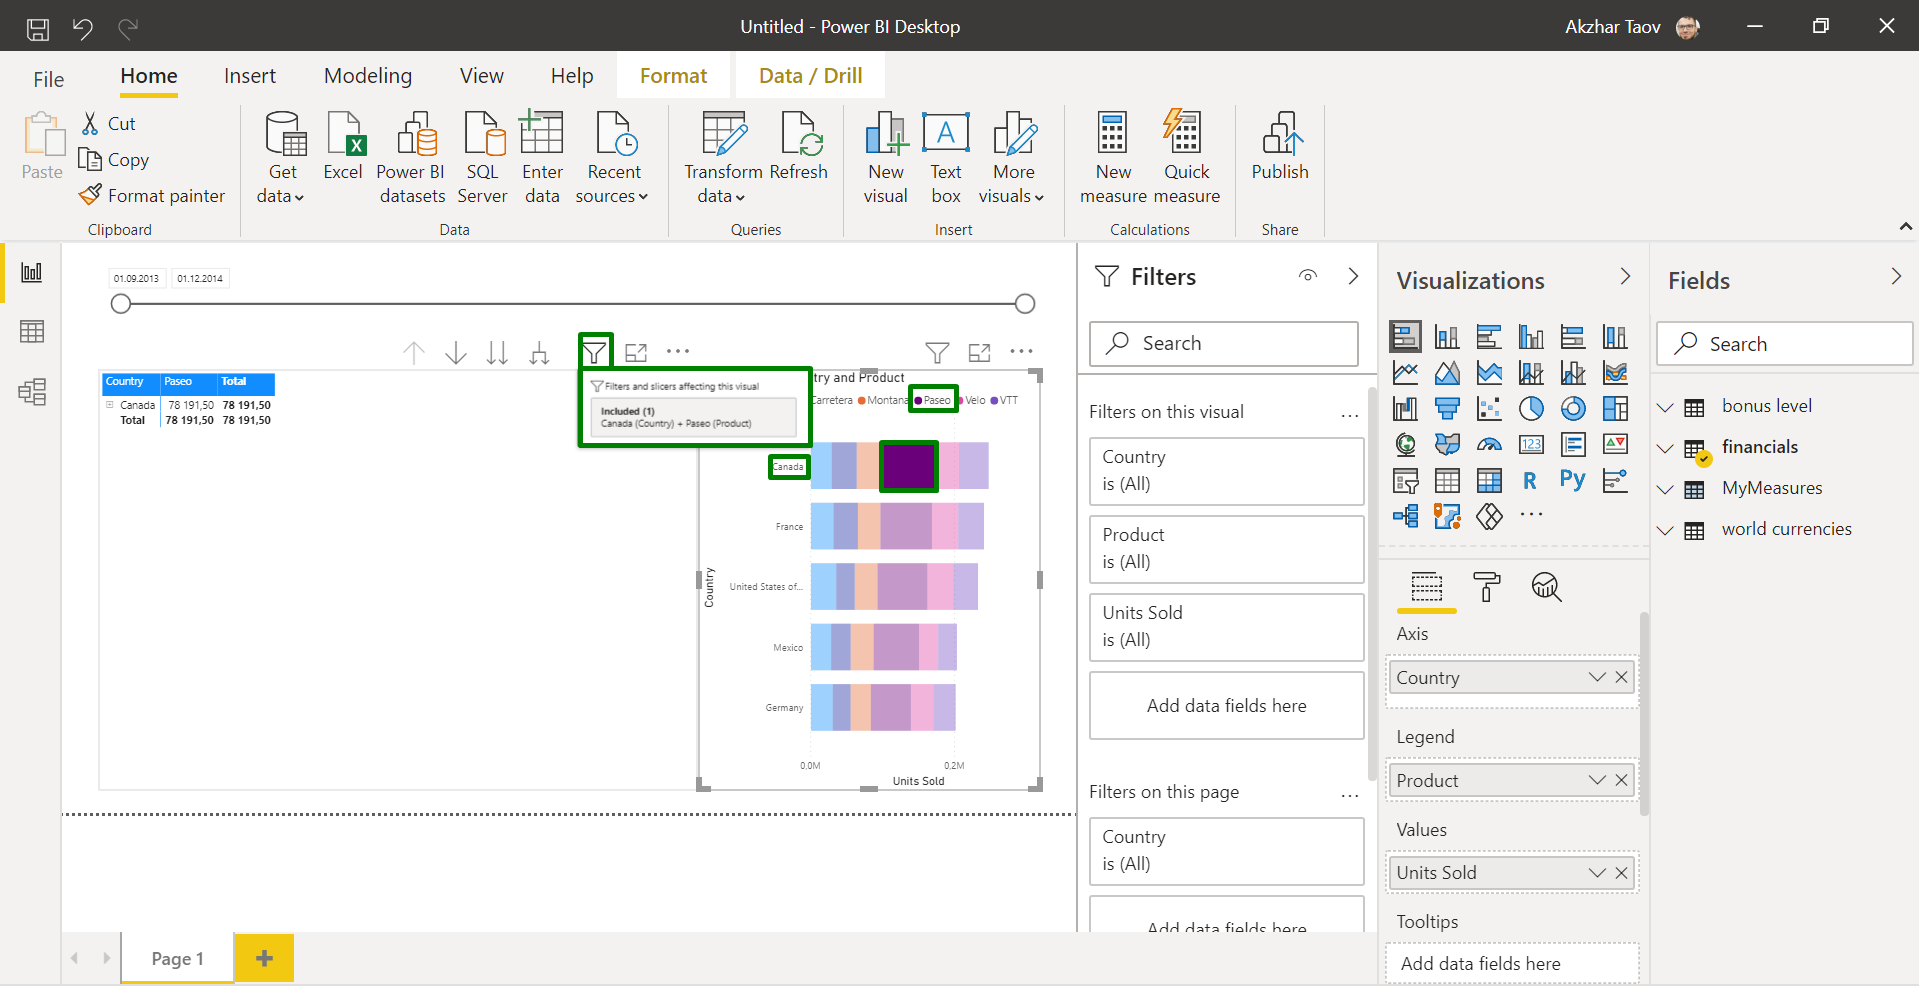 Untitled - Power BI Desktop
Akzhar Taov
File
Home
Insert
Modeling
View
Help
Format
Data / Drill
Paste
Cut
Copy
Format painter
Clipboard
Get data
Excel
Power BI datasets
SQL Server
Enter data
Recent sources
Data
Transform data
Refresh
Queries
New visual
Text box
More visuals
Insert
New measure
Quick measure
Calculations
Publish
Share
01.09.2013
01.12.2014
Country Paseo Total
Canada 78 191,50 78 191,50
Total 78 191,50 78 191,50
Filters and slicers affecting this visual
Included (1)
Canada (Country) + Paseo (Product)
try and Product
Carretera Montana Paseo Velo VTT
Canada
France
United States of...
Mexico
Germany
Country
0,0M 0,2M
Units Sold
Filters
Search
Filters on this visual ...
Country
is (All)
Product
is (All)
Units Sold
is (All)
Add data fields here
Filters on this page ...
Country
is (All)
Add data fields here
Visualizations
123
R
Py
...
Axis
Country
Legend
Product
Values
Units Sold
Tooltips
Add data fields here
Fields
Search
bonus level
financials
MyMeasures
world currencies
Page 1
+